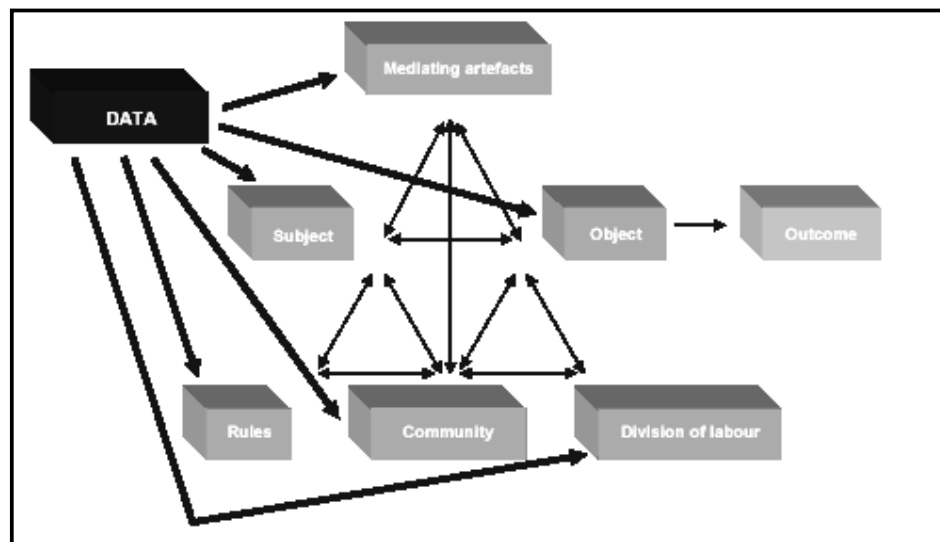 Mediating artefacts
DATA
Subject
Object
Outcome
Rules
Community
Division of labour